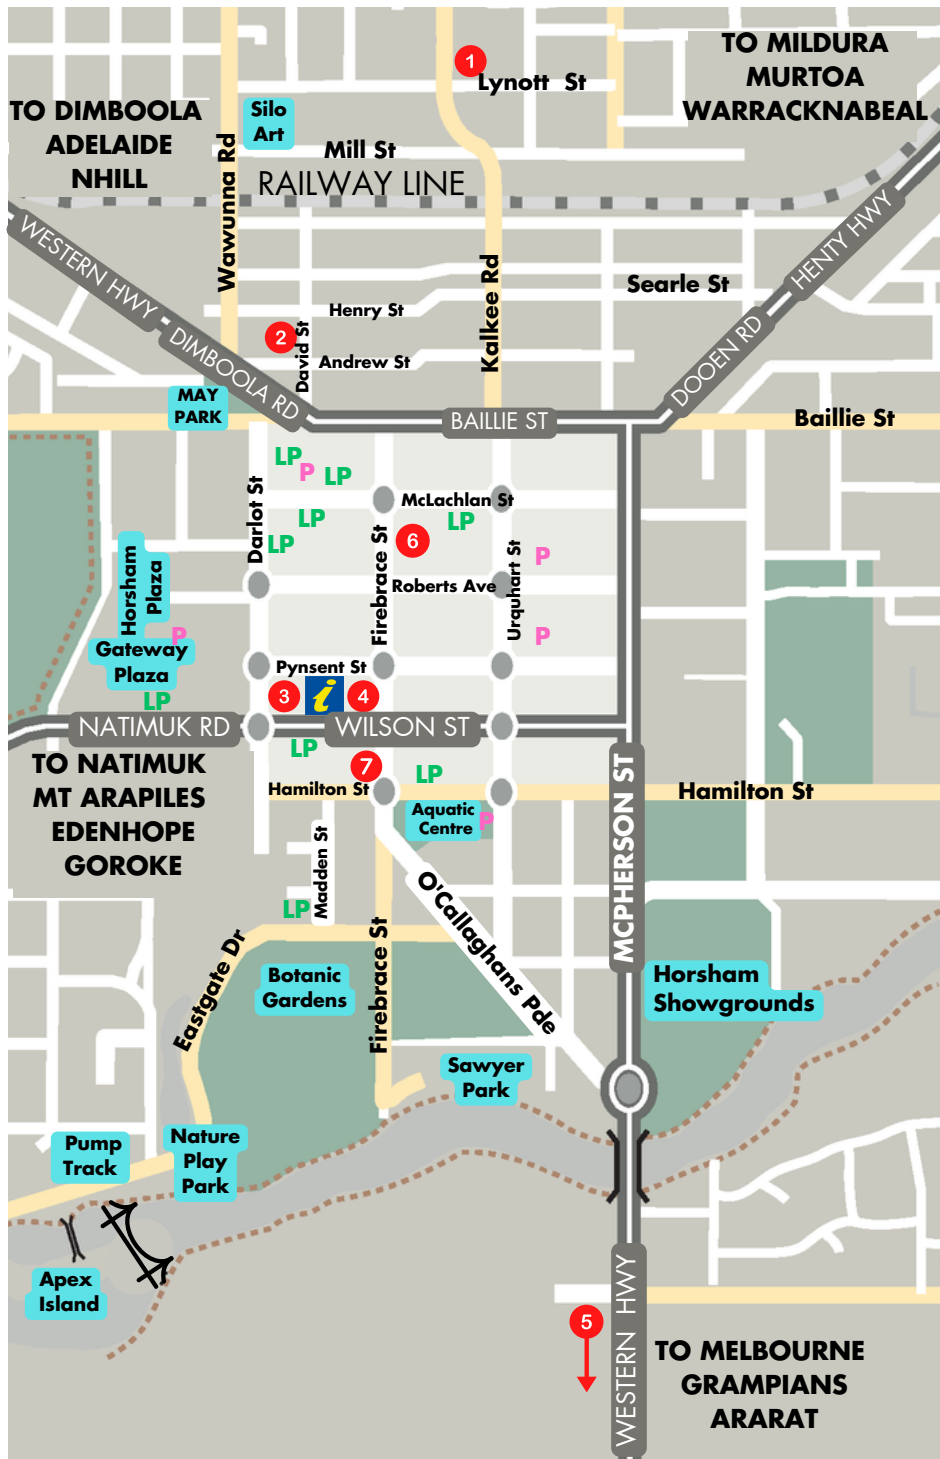 1
Lynott St
TO MILDURA
MURTOA
WARRACKNABEAL
TO DIMBOOLA
ADELAIDE
NHILL
Silo
Art
Wawunna Rd
Mill St
RAILWAY LINE
WESTERN HWY
HENTY HWY
Kalkee Rd
Searle St
Henry St
2
David St
Andrew St
DIMBOOLA RD
DOOEN RD
MAY
PARK
BAILLIE ST
Baillie St
LP
P
LP
Darlot St
McLachlan St
LP
LP
LP
Firebrace St
6
Urquhart St
P
Horsham
Plaza
Roberts Ave
P
P
Gateway
Plaza
Pynsent St
LP
3
i
4
NATIMUK RD
WILSON ST
LP
TO NATIMUK
MT ARAPILES
EDENHOPE
GOROKE
7
LP
MCPHERSON ST
Hamilton St
Hamilton St
Aquatic
Centre
P
Madden St
LP
O'Callaghans Pde
Eastgate Dr
Firebrace St
Botanic
Gardens
Horsham
Showgrounds
Sawyer
Park
Pump
Track
Nature
Play
Park
Apex
Island
5
WESTERN HWY
TO MELBOURNE
GRAMPIANS
ARARAT